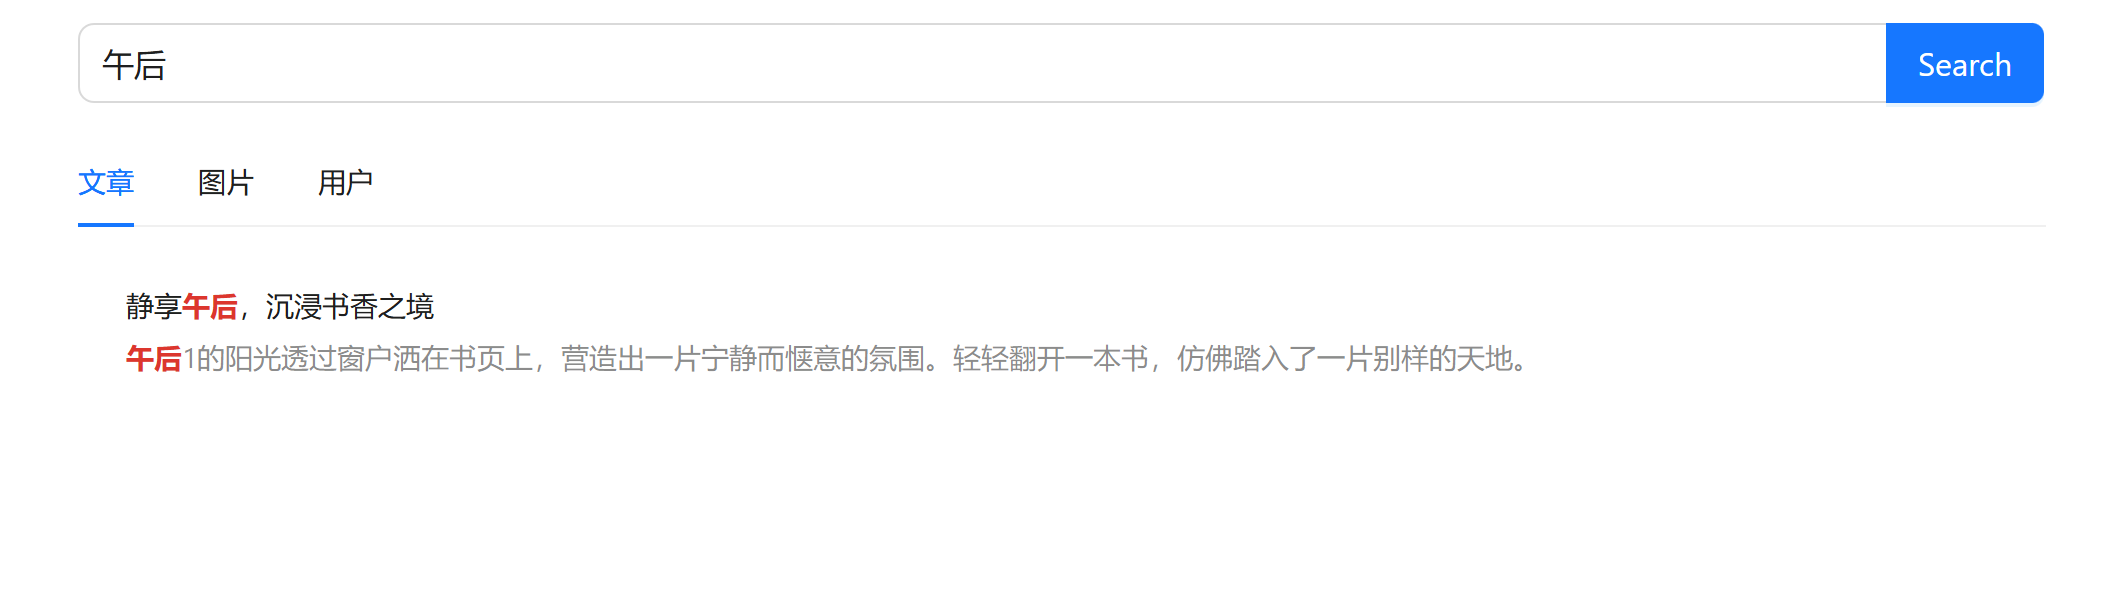 午后
Search
文章 图片 用户
静享午后，沉浸书香之境
午后1的阳光透过窗户洒在书页上，营造出一片宁静而惬意的氛围。轻轻翻开一本书，仿佛踏入了一片别样的天地。